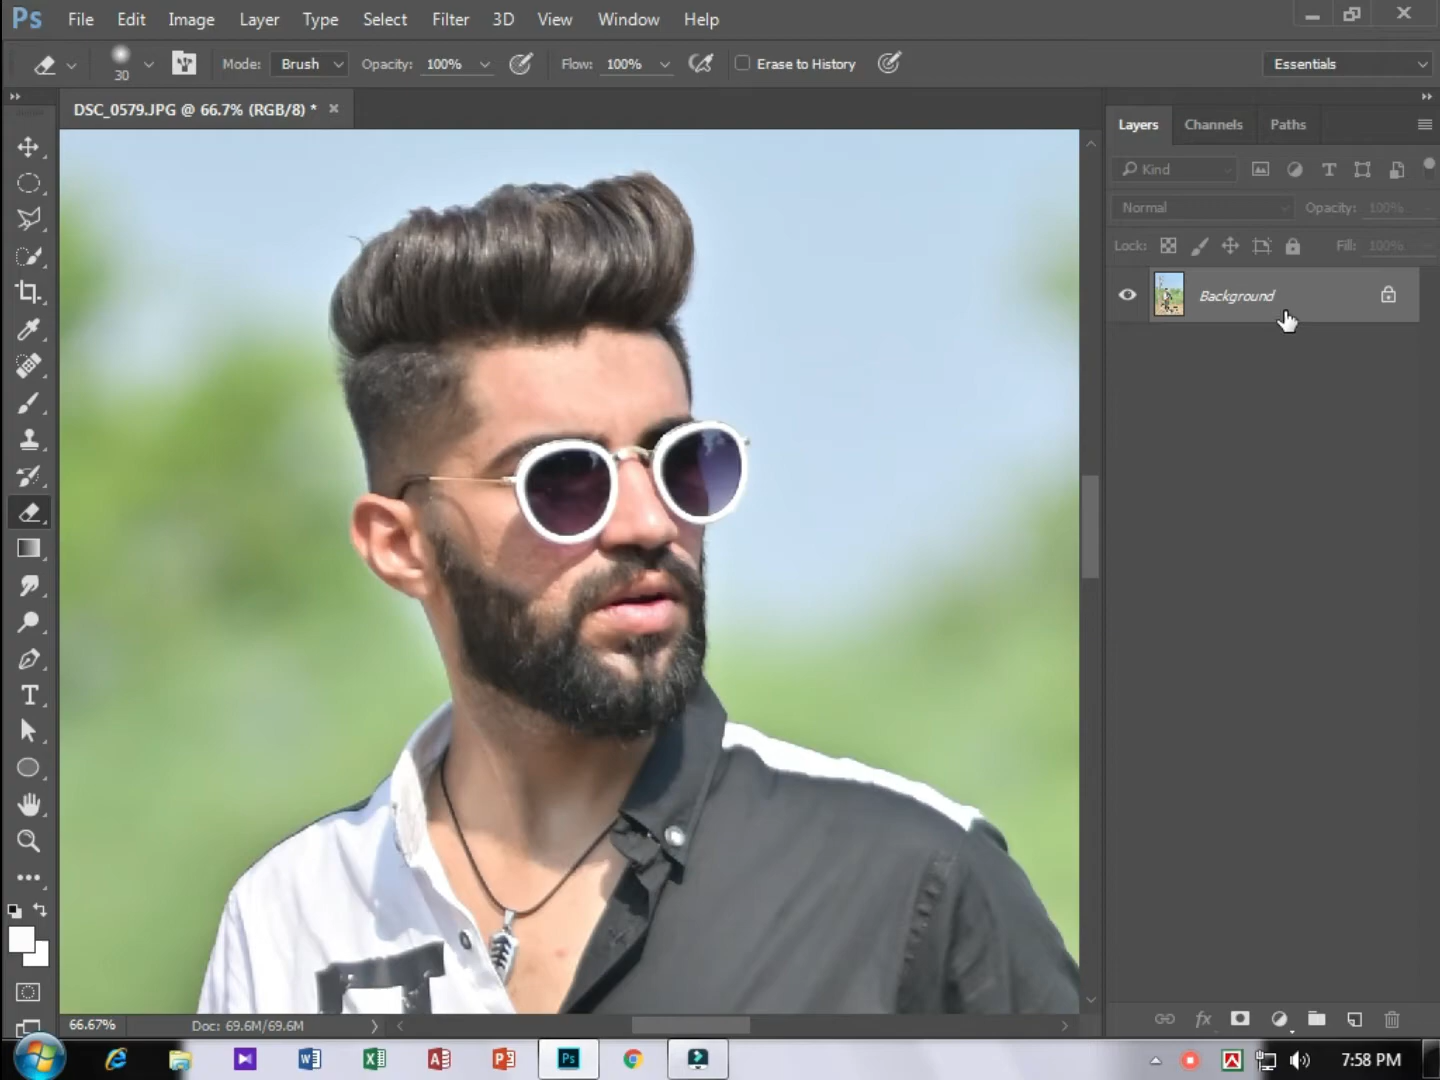 Ps File Edit Image Layer Type Select Filter 3D View Window Help
30 Mode: Brush Opacity: 100% Flow: 100% Erase to History Essentials
DSC_0579.JPG @ 66.7% (RGB/8) * ×
Layers Channels Paths
Kind
Normal Opacity: 100%
Lock: Fill: 100%
Background
66.67% Doc: 69.6M/69.6M
7:58 PM